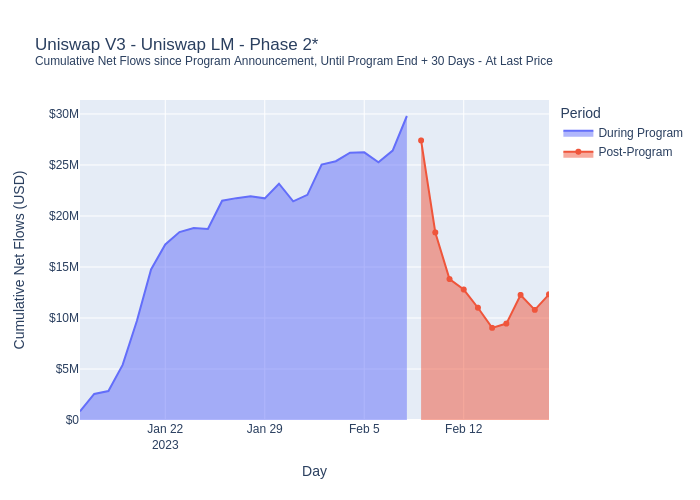 Uniswap V3 - Uniswap LM - Phase 2*
Cumulative Net Flows since Program Announcement, Until Program End + 30 Days - At Last Price
Period
During Program
Post-Program
Cumulative Net Flows (USD)
$30M
$25M
$20M
$15M
$10M
$5M
$0
Jan 22
2023
Jan 29
Feb 5
Feb 12
Day